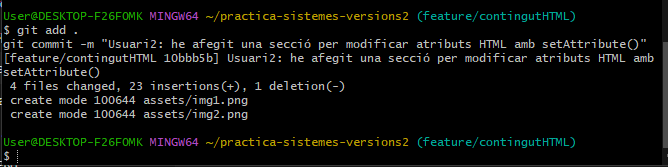 User@DESKTOP-F26FOMK MINGW64 ~/practica-sistemes-versions2 (feature/contingutHTML)
$ git add .
git commit -m "Usuari2: he afegit una secció per modificar atributs HTML amb setAttribute()"
[feature/contingutHTML 10bbb5b] Usuari2: he afegit una secció per modificar atributs HTML amb
setAttribute()
 4 files changed, 23 insertions(+), 1 deletion(-)
 create mode 100644 assets/img1.png
 create mode 100644 assets/img2.png
User@DESKTOP-F26FOMK MINGW64 ~/practica-sistemes-versions2 (feature/contingutHTML)
$